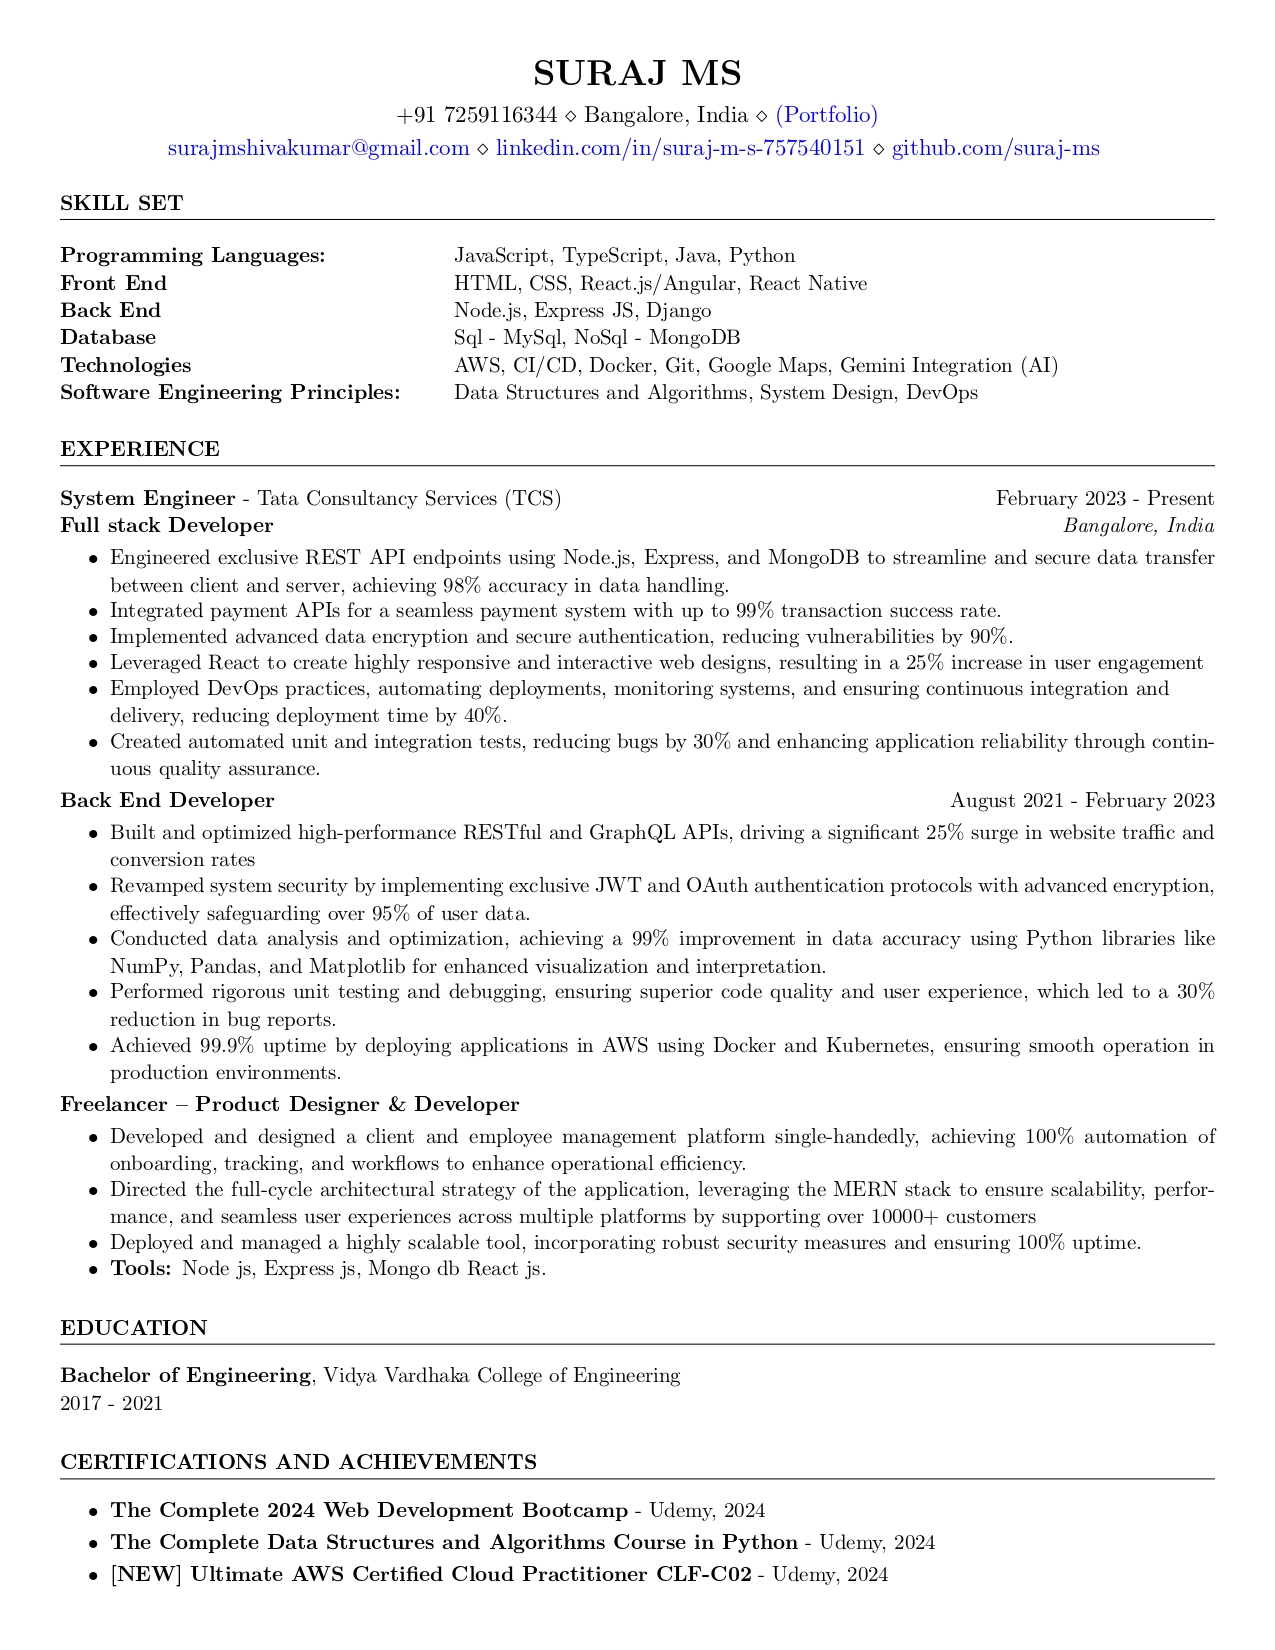 SURAJ MS
+91 7259116344 ⋄ Bangalore, India ⋄ (Portfolio)
surajmshivakumar@gmail.com ⋄ linkedin.com/in/suraj-m-s-757540151 ⋄ github.com/suraj-ms
SKILL SET
Programming Languages: JavaScript, TypeScript, Java, Python
Front End HTML, CSS, React.js/Angular, React Native
Back End Node.js, Express JS, Django
Database Sql - MySql, NoSql - MongoDB
Technologies AWS, CI/CD, Docker, Git, Google Maps, Gemini Integration (AI)
Software Engineering Principles: Data Structures and Algorithms, System Design, DevOps
EXPERIENCE
System Engineer - Tata Consultancy Services (TCS) February 2023 - Present
Full stack Developer Bangalore, India
• Engineered exclusive REST API endpoints using Node.js, Express, and MongoDB to streamline and secure data transfer
between client and server, achieving 98% accuracy in data handling.
• Integrated payment APIs for a seamless payment system with up to 99% transaction success rate.
• Implemented advanced data encryption and secure authentication, reducing vulnerabilities by 90%.
• Leveraged React to create highly responsive and interactive web designs, resulting in a 25% increase in user engagement
• Employed DevOps practices, automating deployments, monitoring systems, and ensuring continuous integration and
delivery, reducing deployment time by 40%.
• Created automated unit and integration tests, reducing bugs by 30% and enhancing application reliability through contin-
uous quality assurance.
Back End Developer August 2021 - February 2023
• Built and optimized high-performance RESTful and GraphQL APIs, driving a significant 25% surge in website traffic and
conversion rates
• Revamped system security by implementing exclusive JWT and OAuth authentication protocols with advanced encryption,
effectively safeguarding over 95% of user data.
• Conducted data analysis and optimization, achieving a 99% improvement in data accuracy using Python libraries like
NumPy, Pandas, and Matplotlib for enhanced visualization and interpretation.
• Performed rigorous unit testing and debugging, ensuring superior code quality and user experience, which led to a 30%
reduction in bug reports.
• Achieved 99.9% uptime by deploying applications in AWS using Docker and Kubernetes, ensuring smooth operation in
production environments.
Freelancer – Product Designer & Developer
• Developed and designed a client and employee management platform single-handedly, achieving 100% automation of
onboarding, tracking, and workflows to enhance operational efficiency.
• Directed the full-cycle architectural strategy of the application, leveraging the MERN stack to ensure scalability, perfor-
mance, and seamless user experiences across multiple platforms by supporting over 10000+ customers
• Deployed and managed a highly scalable tool, incorporating robust security measures and ensuring 100% uptime.
• Tools: Node js, Express js, Mongo db React js.
EDUCATION
Bachelor of Engineering, Vidya Vardhaka College of Engineering
2017 - 2021
CERTIFICATIONS AND ACHIEVEMENTS
• The Complete 2024 Web Development Bootcamp - Udemy, 2024
• The Complete Data Structures and Algorithms Course in Python - Udemy, 2024
• [NEW] Ultimate AWS Certified Cloud Practitioner CLF-C02 - Udemy, 2024